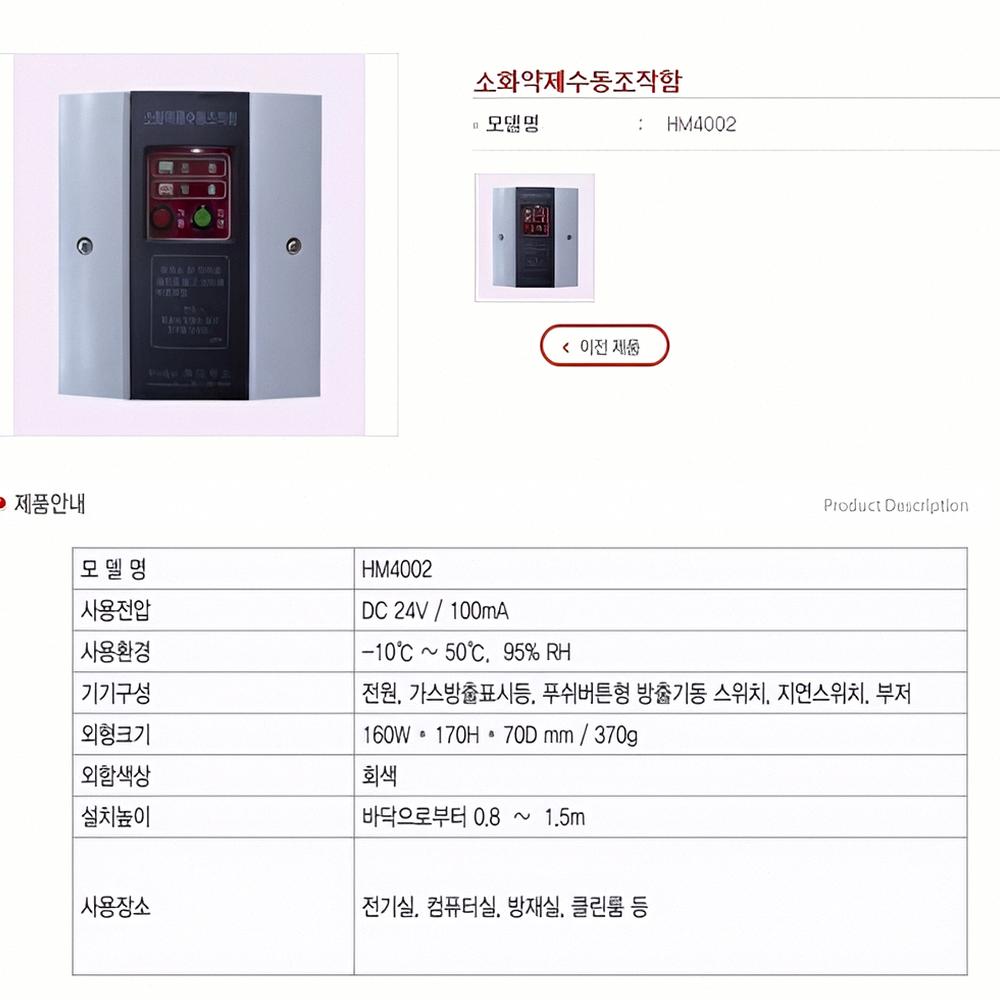 소화약제수동조작함
모델명 : HM4002
이전 제품
제품안내
Product Description
모 델 명 HM4002
사용전압 DC 24V / 100mA
사용환경 -10℃ ~ 50℃, 95% RH
기기구성 전원, 가스방출표시등, 푸쉬버튼형 방출기동 스위치, 지연스위치, 부저
외형크기 160W * 170H * 70D mm / 370g
외함색상 회색
설치높이 바닥으로부터 0.8 ~ 1.5m
사용장소 전기실, 컴퓨터실, 방재실, 클린룸 등